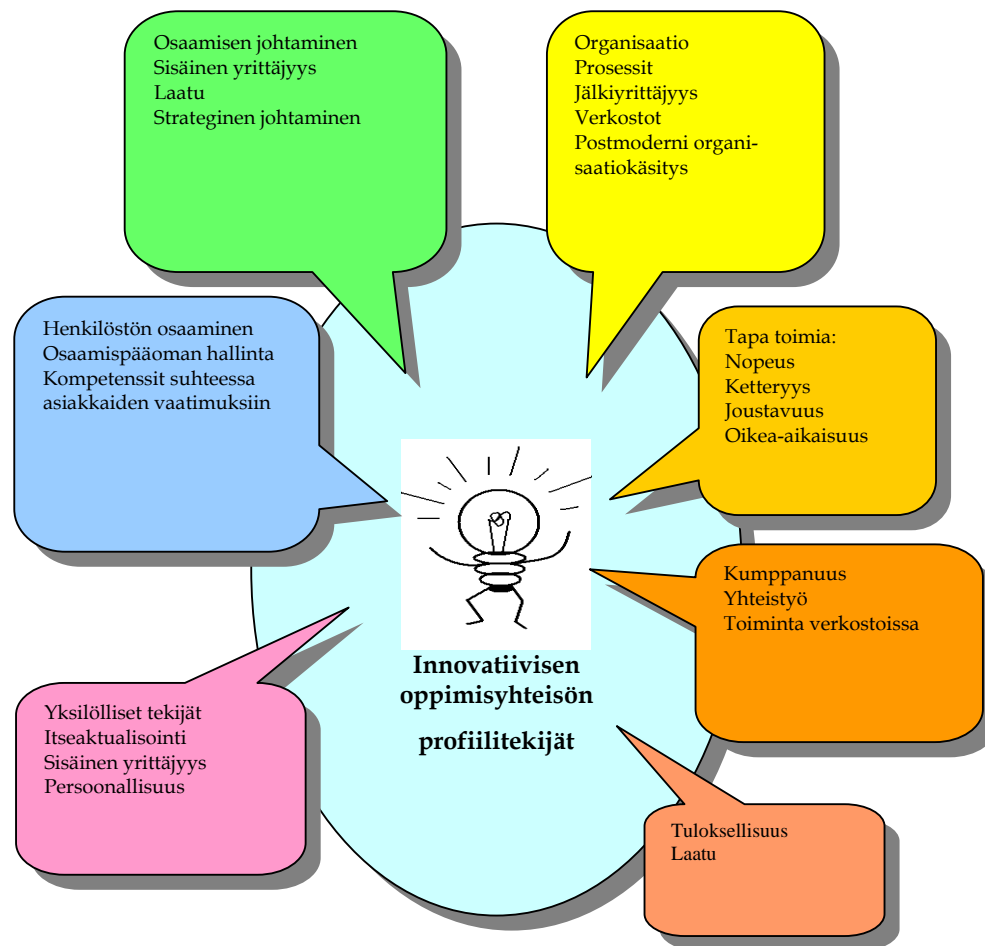 Osaamisen johtaminen
Sisäinen yrittäjyys
Laatu
Strateginen johtaminen
Organisaatio
Prosessit
Jälkiyrittäjyys
Verkostot
Postmoderni organi-
saatiokäsitys
Henkilöstön osaaminen
Osaamispääoman hallinta
Kompetenssit suhteessa
asiakkaiden vaatimuksiin
Tapa toimia:
Nopeus
Ketteryys
Joustavuus
Oikea-aikaisuus
Kumppanuus
Yhteistyö
Toiminta verkostoissa
Innovatiivisen
oppimisyhteisön
profiilitekijät
Yksilölliset tekijät
Itseaktualisointi
Sisäinen yrittäjyys
Persoonallisuus
Tuloksellisuus
Laatu